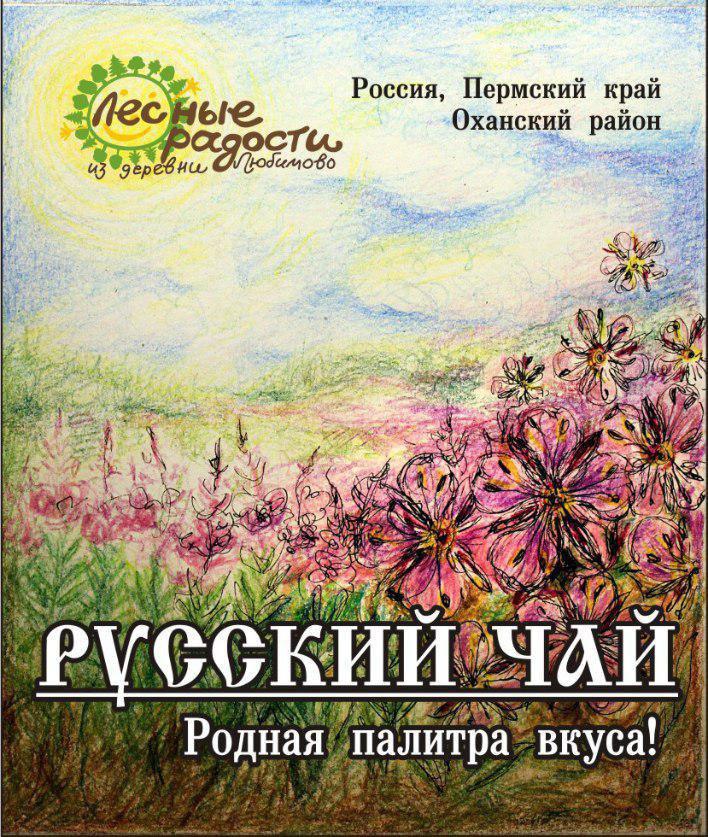 Лесные
радости
из деревни Любимово
Россия, Пермский край
Оханский район
РУССКИЙ ЧАЙ
Родная палитра вкуса!